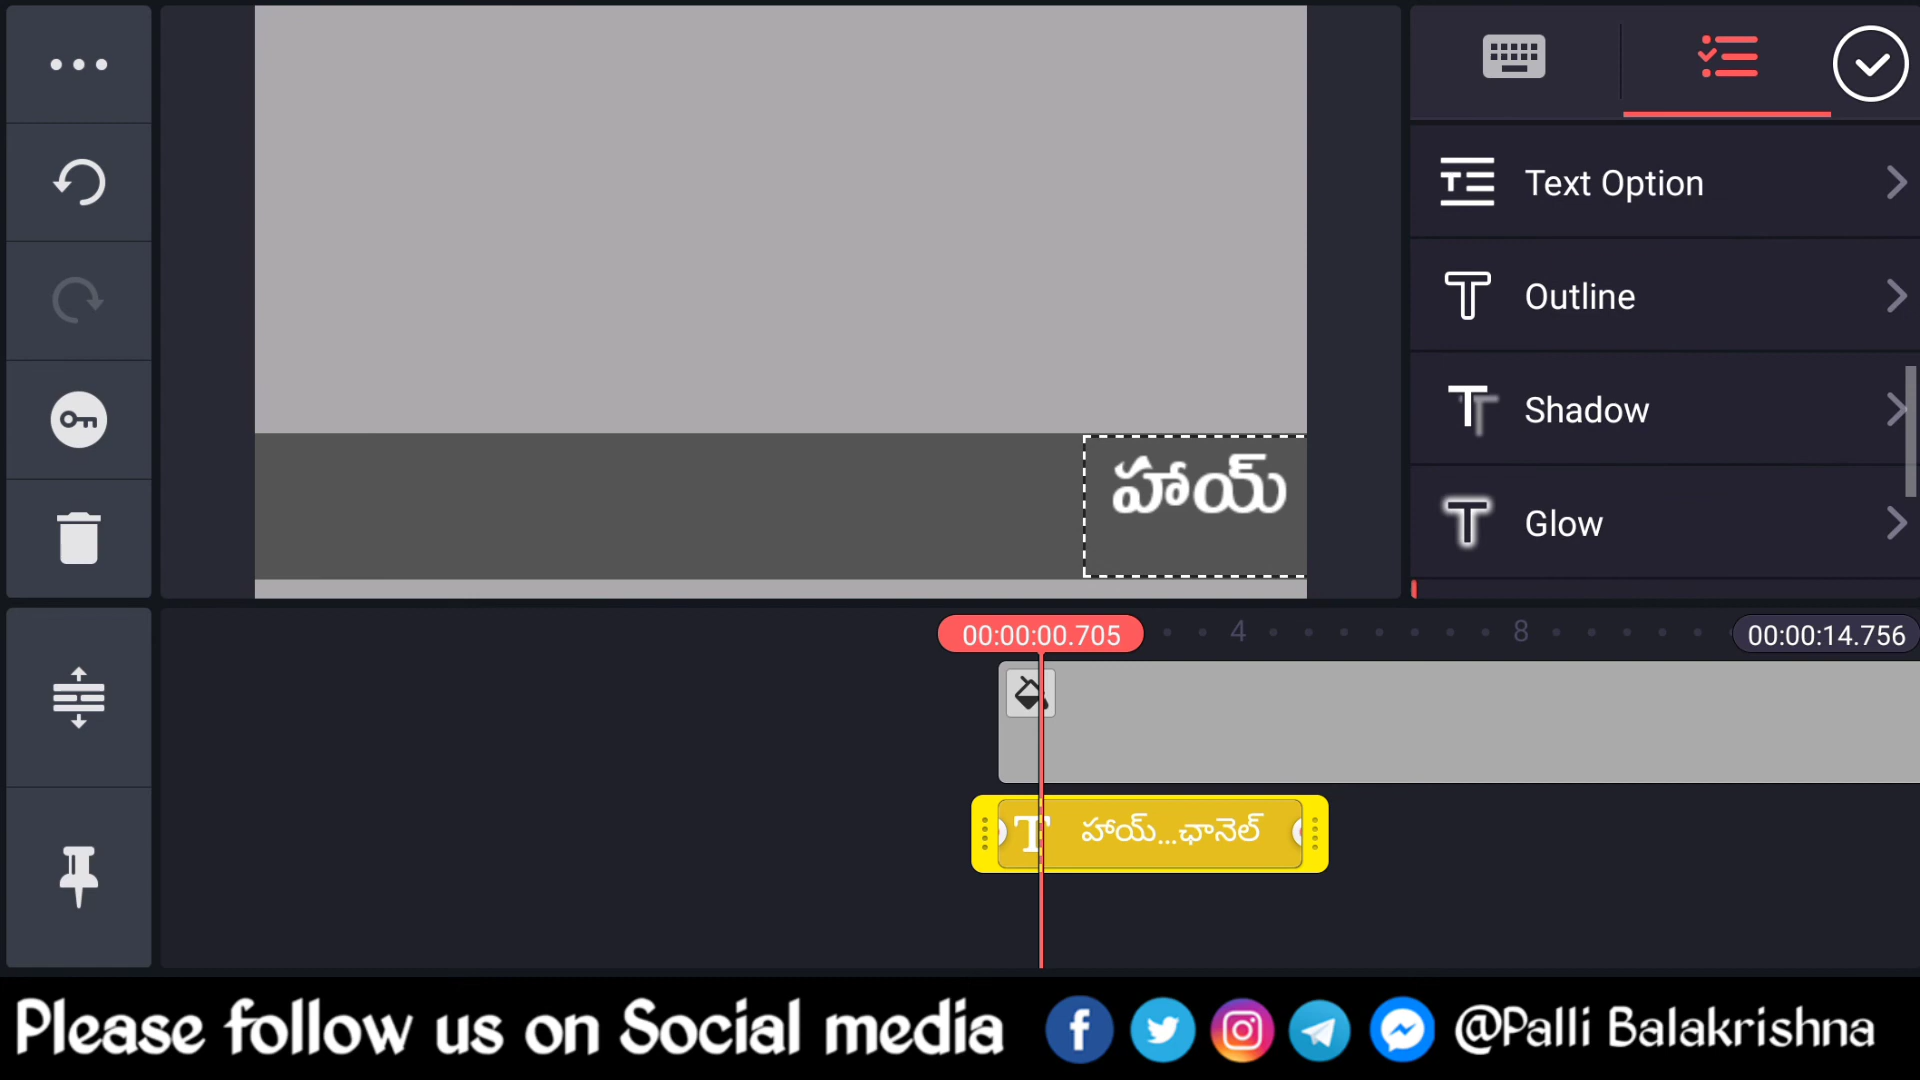 Text Option
Outline
హాయ్
Shadow
Glow
00:00:00.705
4
8
00:00:14.756
T హాయ్...ఛానెల్
Please follow us on Social media @Palli Balakrishna